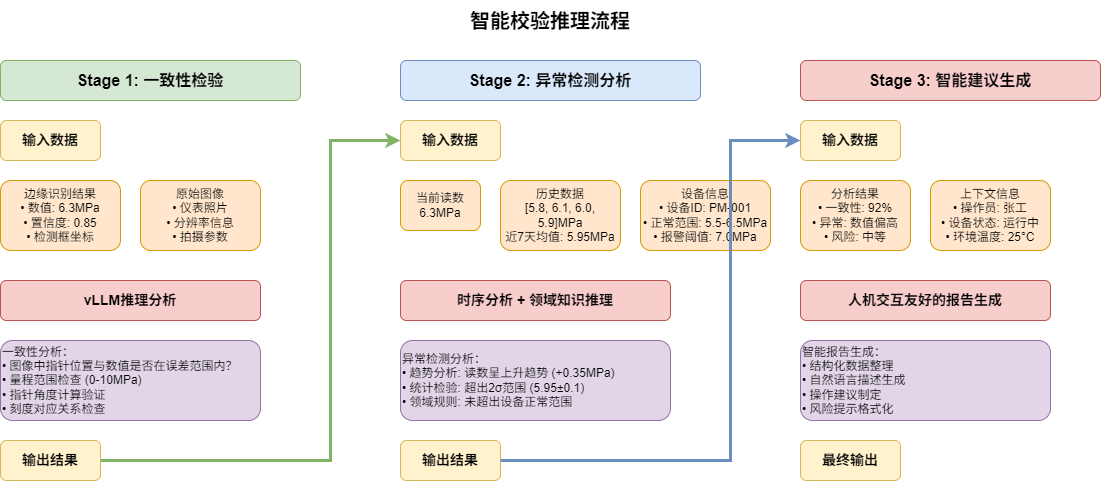 智能校验推理流程
Stage 1: 一致性检验
输入数据
边缘识别结果
• 数值: 6.3MPa
• 置信度: 0.85
• 检测框坐标
原始图像
• 仪表照片
• 分辨率信息
• 拍摄参数
vLLM推理分析
一致性分析：
• 图像中指针位置与数值是否在误差范围内?
• 量程范围检查 (0-10MPa)
• 指针角度计算验证
• 刻度对应关系检查
输出结果
Stage 2: 异常检测分析
输入数据
当前读数
6.3MPa
历史数据
[5.8, 6.1, 6.0,
5.9]MPa
近7天均值: 5.95MPa
设备信息
• 设备ID: PM-001
• 正常范围: 5.5-6.5MPa
• 报警阈值: 7.0MPa
时序分析 + 领域知识推理
异常检测分析：
• 趋势分析: 读数呈上升趋势 (+0.35MPa)
• 统计检验: 超出2σ范围 (5.95±0.1)
• 领域规则: 未超出设备正常范围
输出结果
Stage 3: 智能建议生成
输入数据
分析结果
• 一致性: 92%
• 异常: 数值偏高
• 风险: 中等
上下文信息
• 操作员: 张工
• 设备状态: 运行中
• 环境温度: 25°C
人机交互友好的报告生成
智能报告生成：
• 结构化数据整理
• 自然语言描述生成
• 操作建议制定
• 风险提示格式化
最终输出